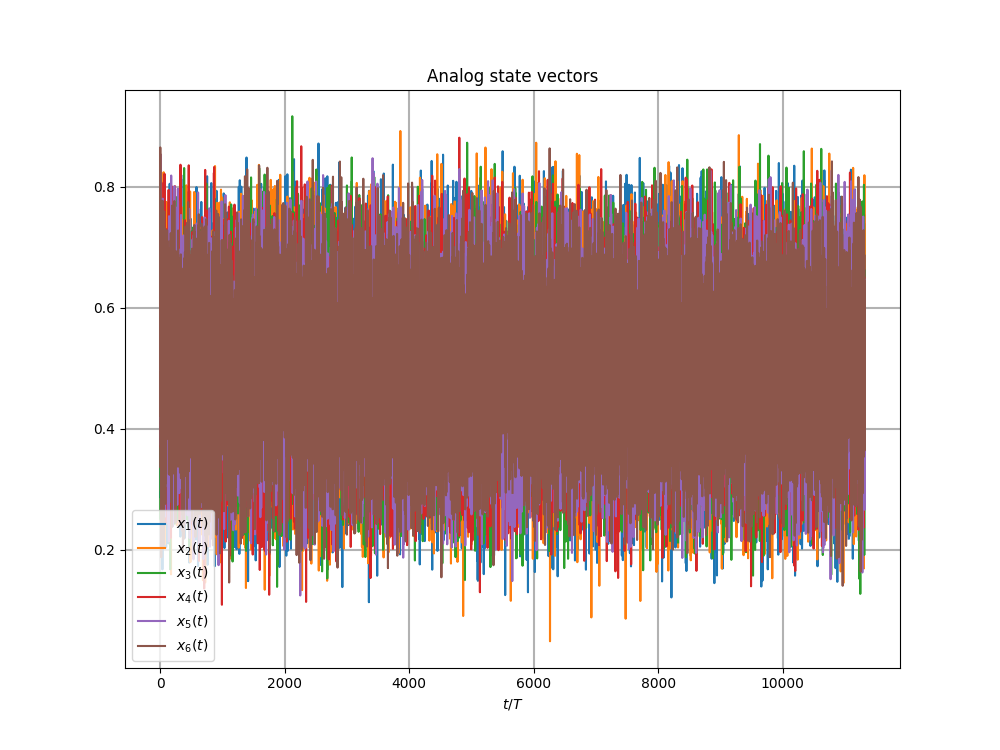 Analog state vectors
0.8
0.6
0.4
0.2
x₁(t)
x₂(t)
x₃(t)
x₄(t)
x₅(t)
x₆(t)
0 2000 4000 6000 8000 10000
t/T